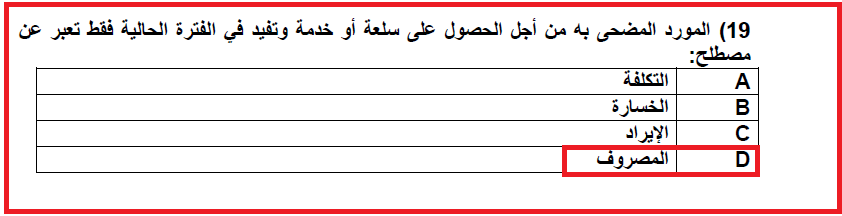 19) المورد المضحى به من أجل الحصول على سلعة أو خدمة وتفيد في الفترة الحالية فقط تعبر عن
مصطلح:
A التكلفة
B الخسارة
C الإيراد
D المصروف